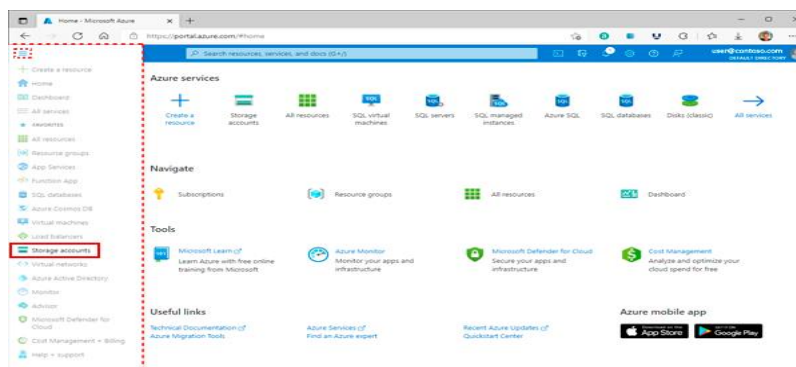 Home - Microsoft Azure
https://portal.azure.com/#home
Search resources, services, and docs (G+/)
user@contoso.com
DEFAULT DIRECTORY
Create a resource
Home
Dashboard
All services
FAVORITES
All resources
Resource groups
App Services
Function App
SQL databases
Azure Cosmos DB
Virtual machines
Load balancers
Storage accounts
Virtual networks
Azure Active Directory
Monitor
Advisor
Microsoft Defender for
Cloud
Cost Management + Billing
Help + support
Azure services
Create a
resource
Storage
accounts
All resources
SQL virtual
machines
SQL servers
SQL managed
instances
Azure SQL
SQL databases
Disks (classic)
All services
Navigate
Subscriptions
Resource groups
All resources
Dashboard
Tools
Microsoft Learn
Learn Azure with free online
training from Microsoft
Azure Monitor
Monitor your apps and
infrastructure
Microsoft Defender for Cloud
Secure your apps and
infrastructure
Cost Management
Analyze and optimize your
cloud spend for free
Useful links
Technical Documentation
Azure Migration Tools
Azure Services
Find an Azure expert
Recent Azure Updates
Quickstart Center
Azure mobile app
App Store
Google Play